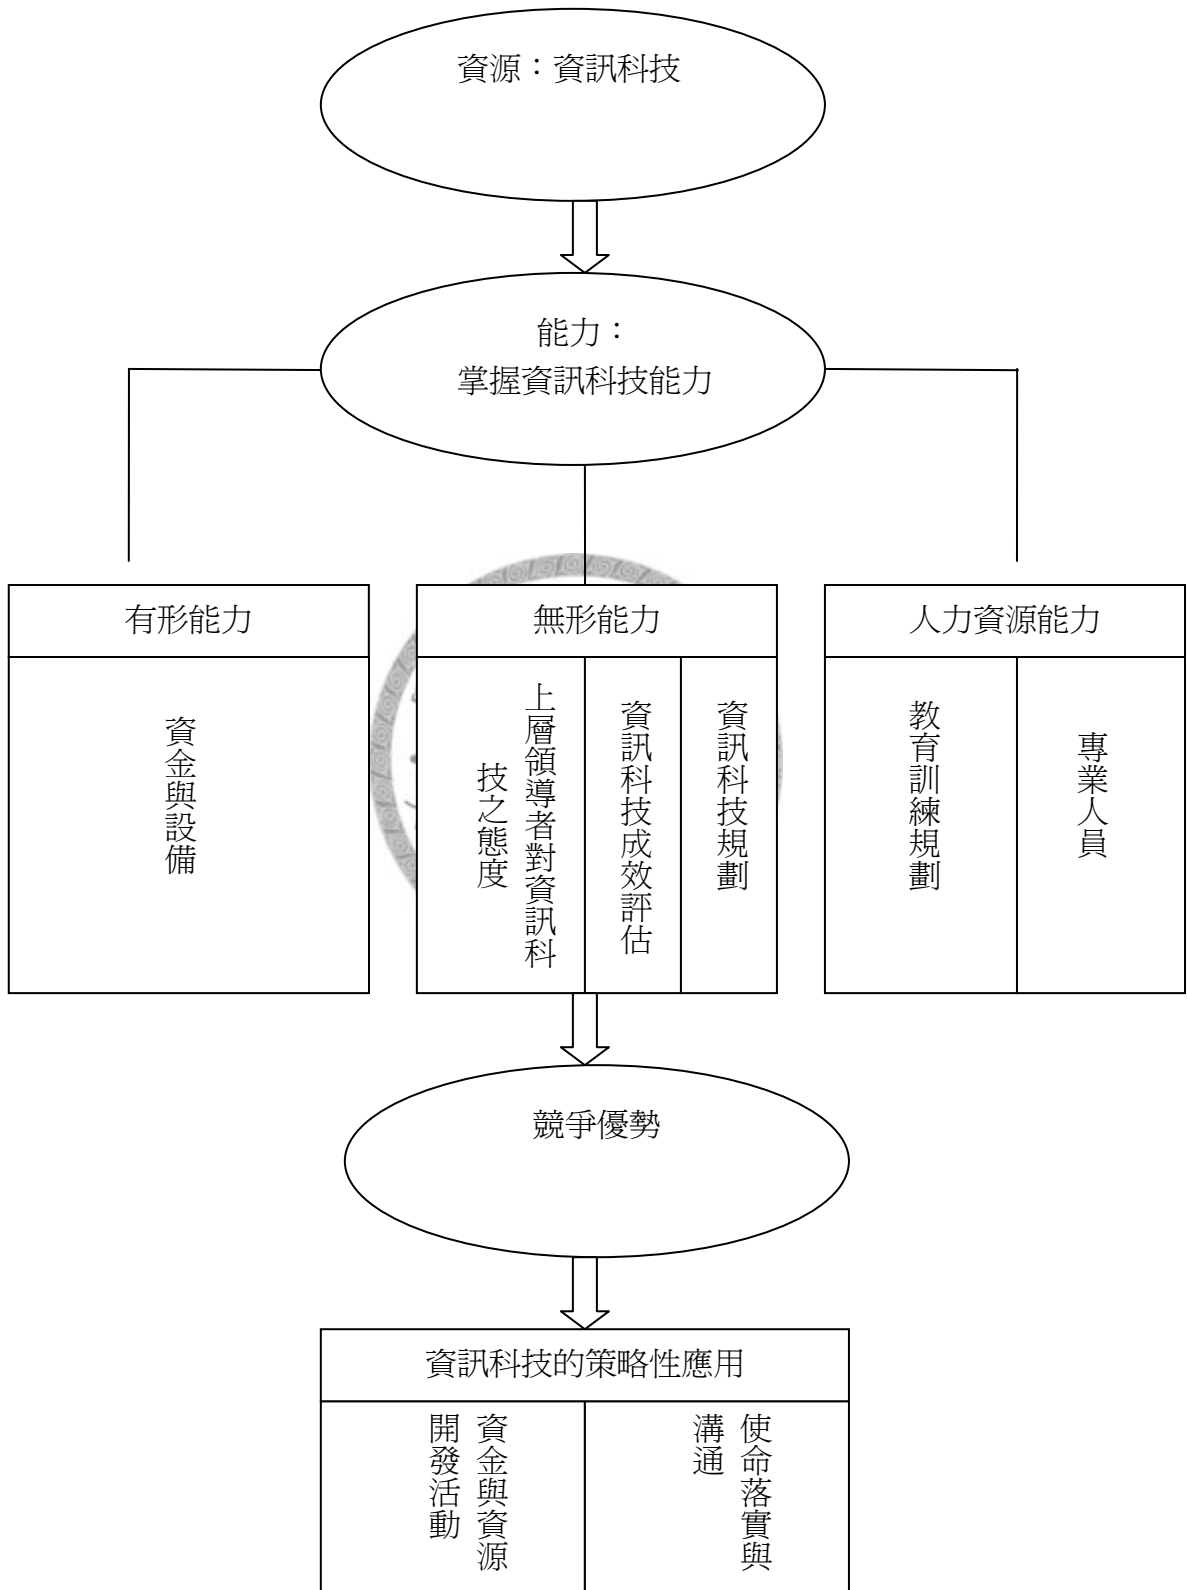 資源：資訊科技
能力：
掌握資訊科技能力
有形能力
無形能力
人力資源能力
資金與設備
上層領導者對資訊科
技之態度
資訊科技成效評估
資訊科技規劃
教育訓練規劃
專業人員
競爭優勢
資訊科技的策略性應用
資金與資源
開發活動
使命落實與
溝通